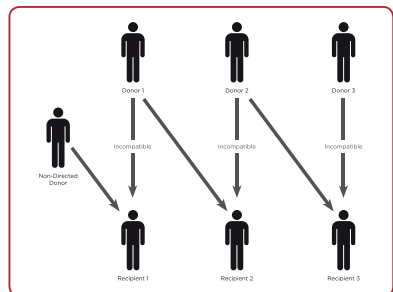 Donor 1
Donor 2
Donor 3
Incompatible
Incompatible
Incompatible
Non-Directed
Donor
Recipient 1
Recipient 2
Recipient 3